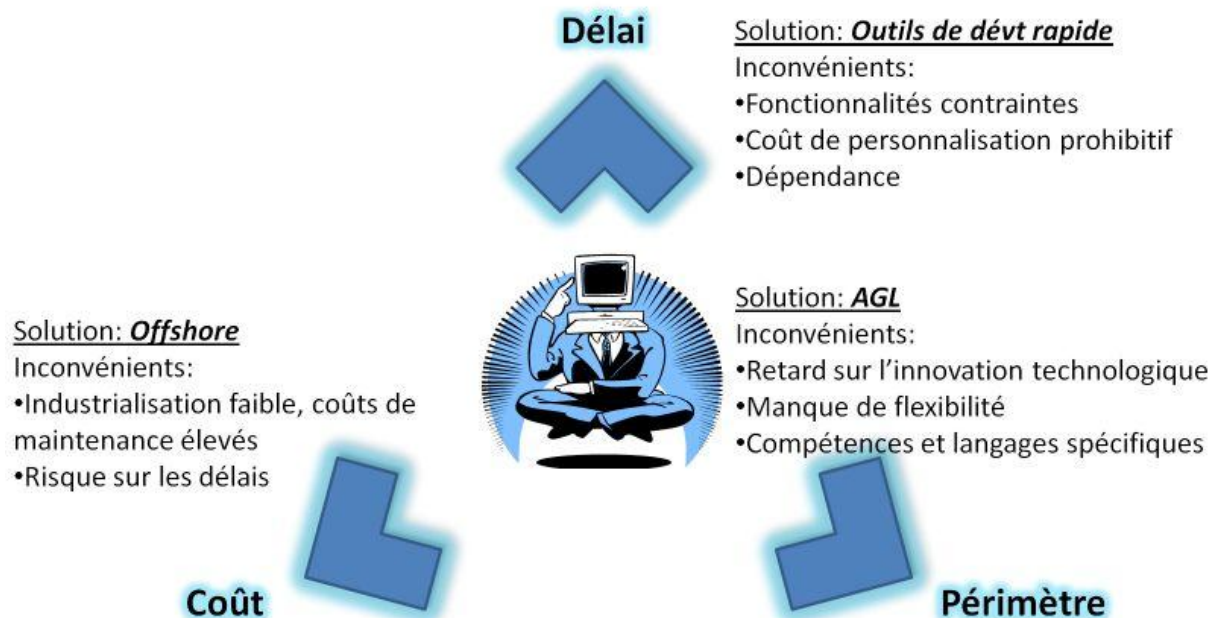 Délai
Solution: Outils de dévt rapide
Inconvénients:
•Fonctionnalités contraintes
•Coût de personnalisation prohibitif
•Dépendance
Solution: AGL
Inconvénients:
•Retard sur l’innovation technologique
•Manque de flexibilité
•Compétences et langages spécifiques
Solution: Offshore
Inconvénients:
•Industrialisation faible, coûts de
maintenance élevés
•Risque sur les délais
Coût
Périmètre